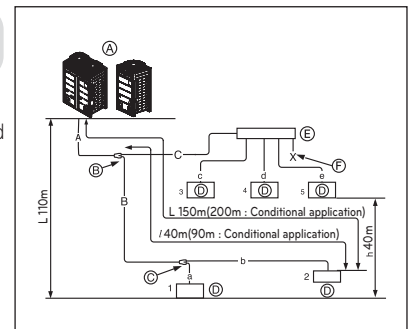 A
A
E
C
X
F
B
c
d
e
3 D
4 D
5 D
L 110m
B
L 150m(200m : Conditional application)
l 40m(90m : Conditional application)
h 40m
C
b
a
1 D
2
D
d